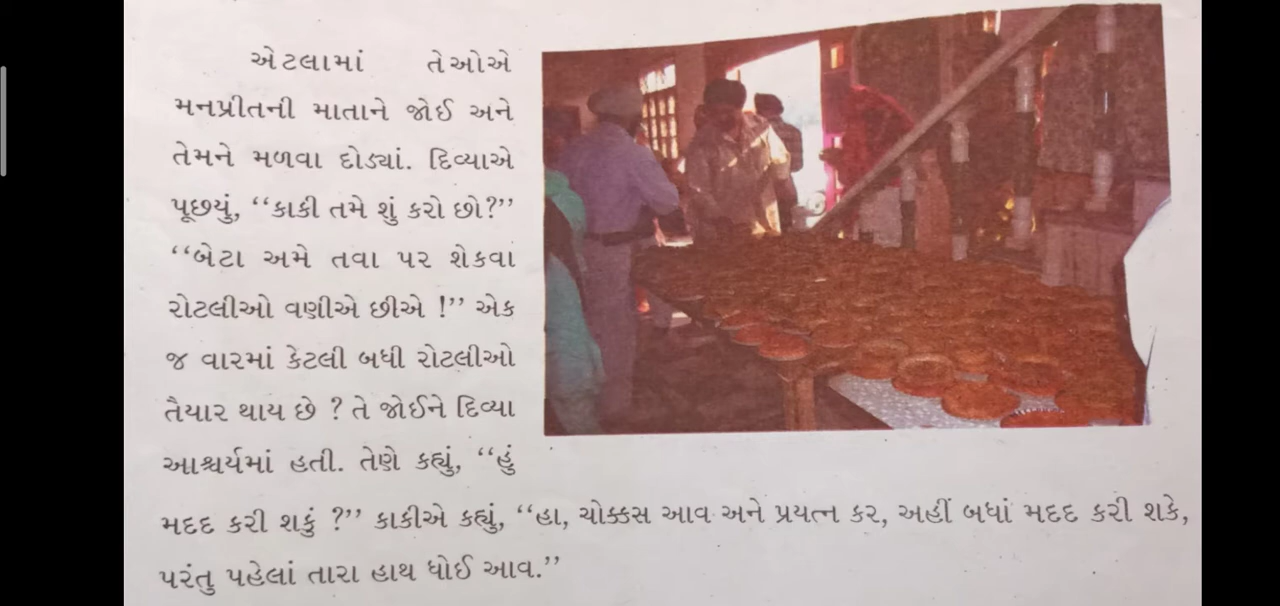 એટલામાં તેઓએ
મનપ્રીતની માતાને જોઈ અને
તેમને મળવા દોડ્યાં. દિવ્યાએ
પૂછયું, “કાકી તમે શું કરો છો?”
“બેટા અમે તવા પર શેકવા
રોટલીઓ વણીએ છીએ !” એક
જ વારમાં કેટલી બધી રોટલીઓ
તૈયાર થાય છે ? તે જોઈને દિવ્યા
આશ્ચર્યમાં હતી. તેણે કહ્યું, “હું
મદદ કરી શકું ?” કાકીએ કહ્યું, “હા, ચોક્કસ આવ અને પ્રયત્ન કર, અહીં બધાં મદદ કરી શકે,
પરંતુ પહેલાં તારા હાથ ધોઈ આવ.”